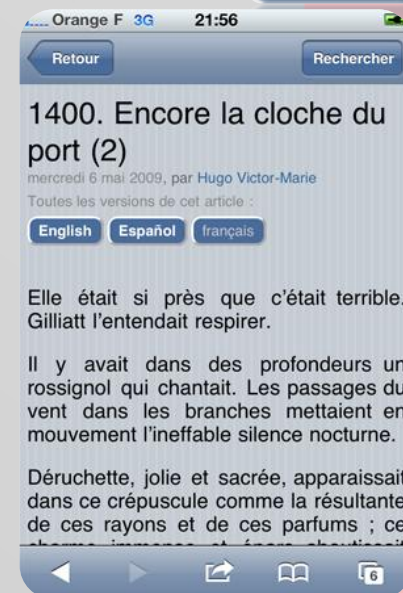 Orange F 3G 21:56
Retour Rechercher
1400. Encore la cloche du
port (2)
mercredi 6 mai 2009, par Hugo Victor-Marie
Toutes les versions de cet article :
English Español français
Elle était si près que c’était terrible.
Gilliatt l’entendait respirer.
Il y avait dans des profondeurs un
rossignol qui chantait. Les passages du
vent dans les branches mettaient en
mouvement l’ineffable silence nocturne.
Déruchette, jolie et sacrée, apparaissait
dans ce crépuscule comme la résultante
de ces rayons et de ces parfums ; ce
6